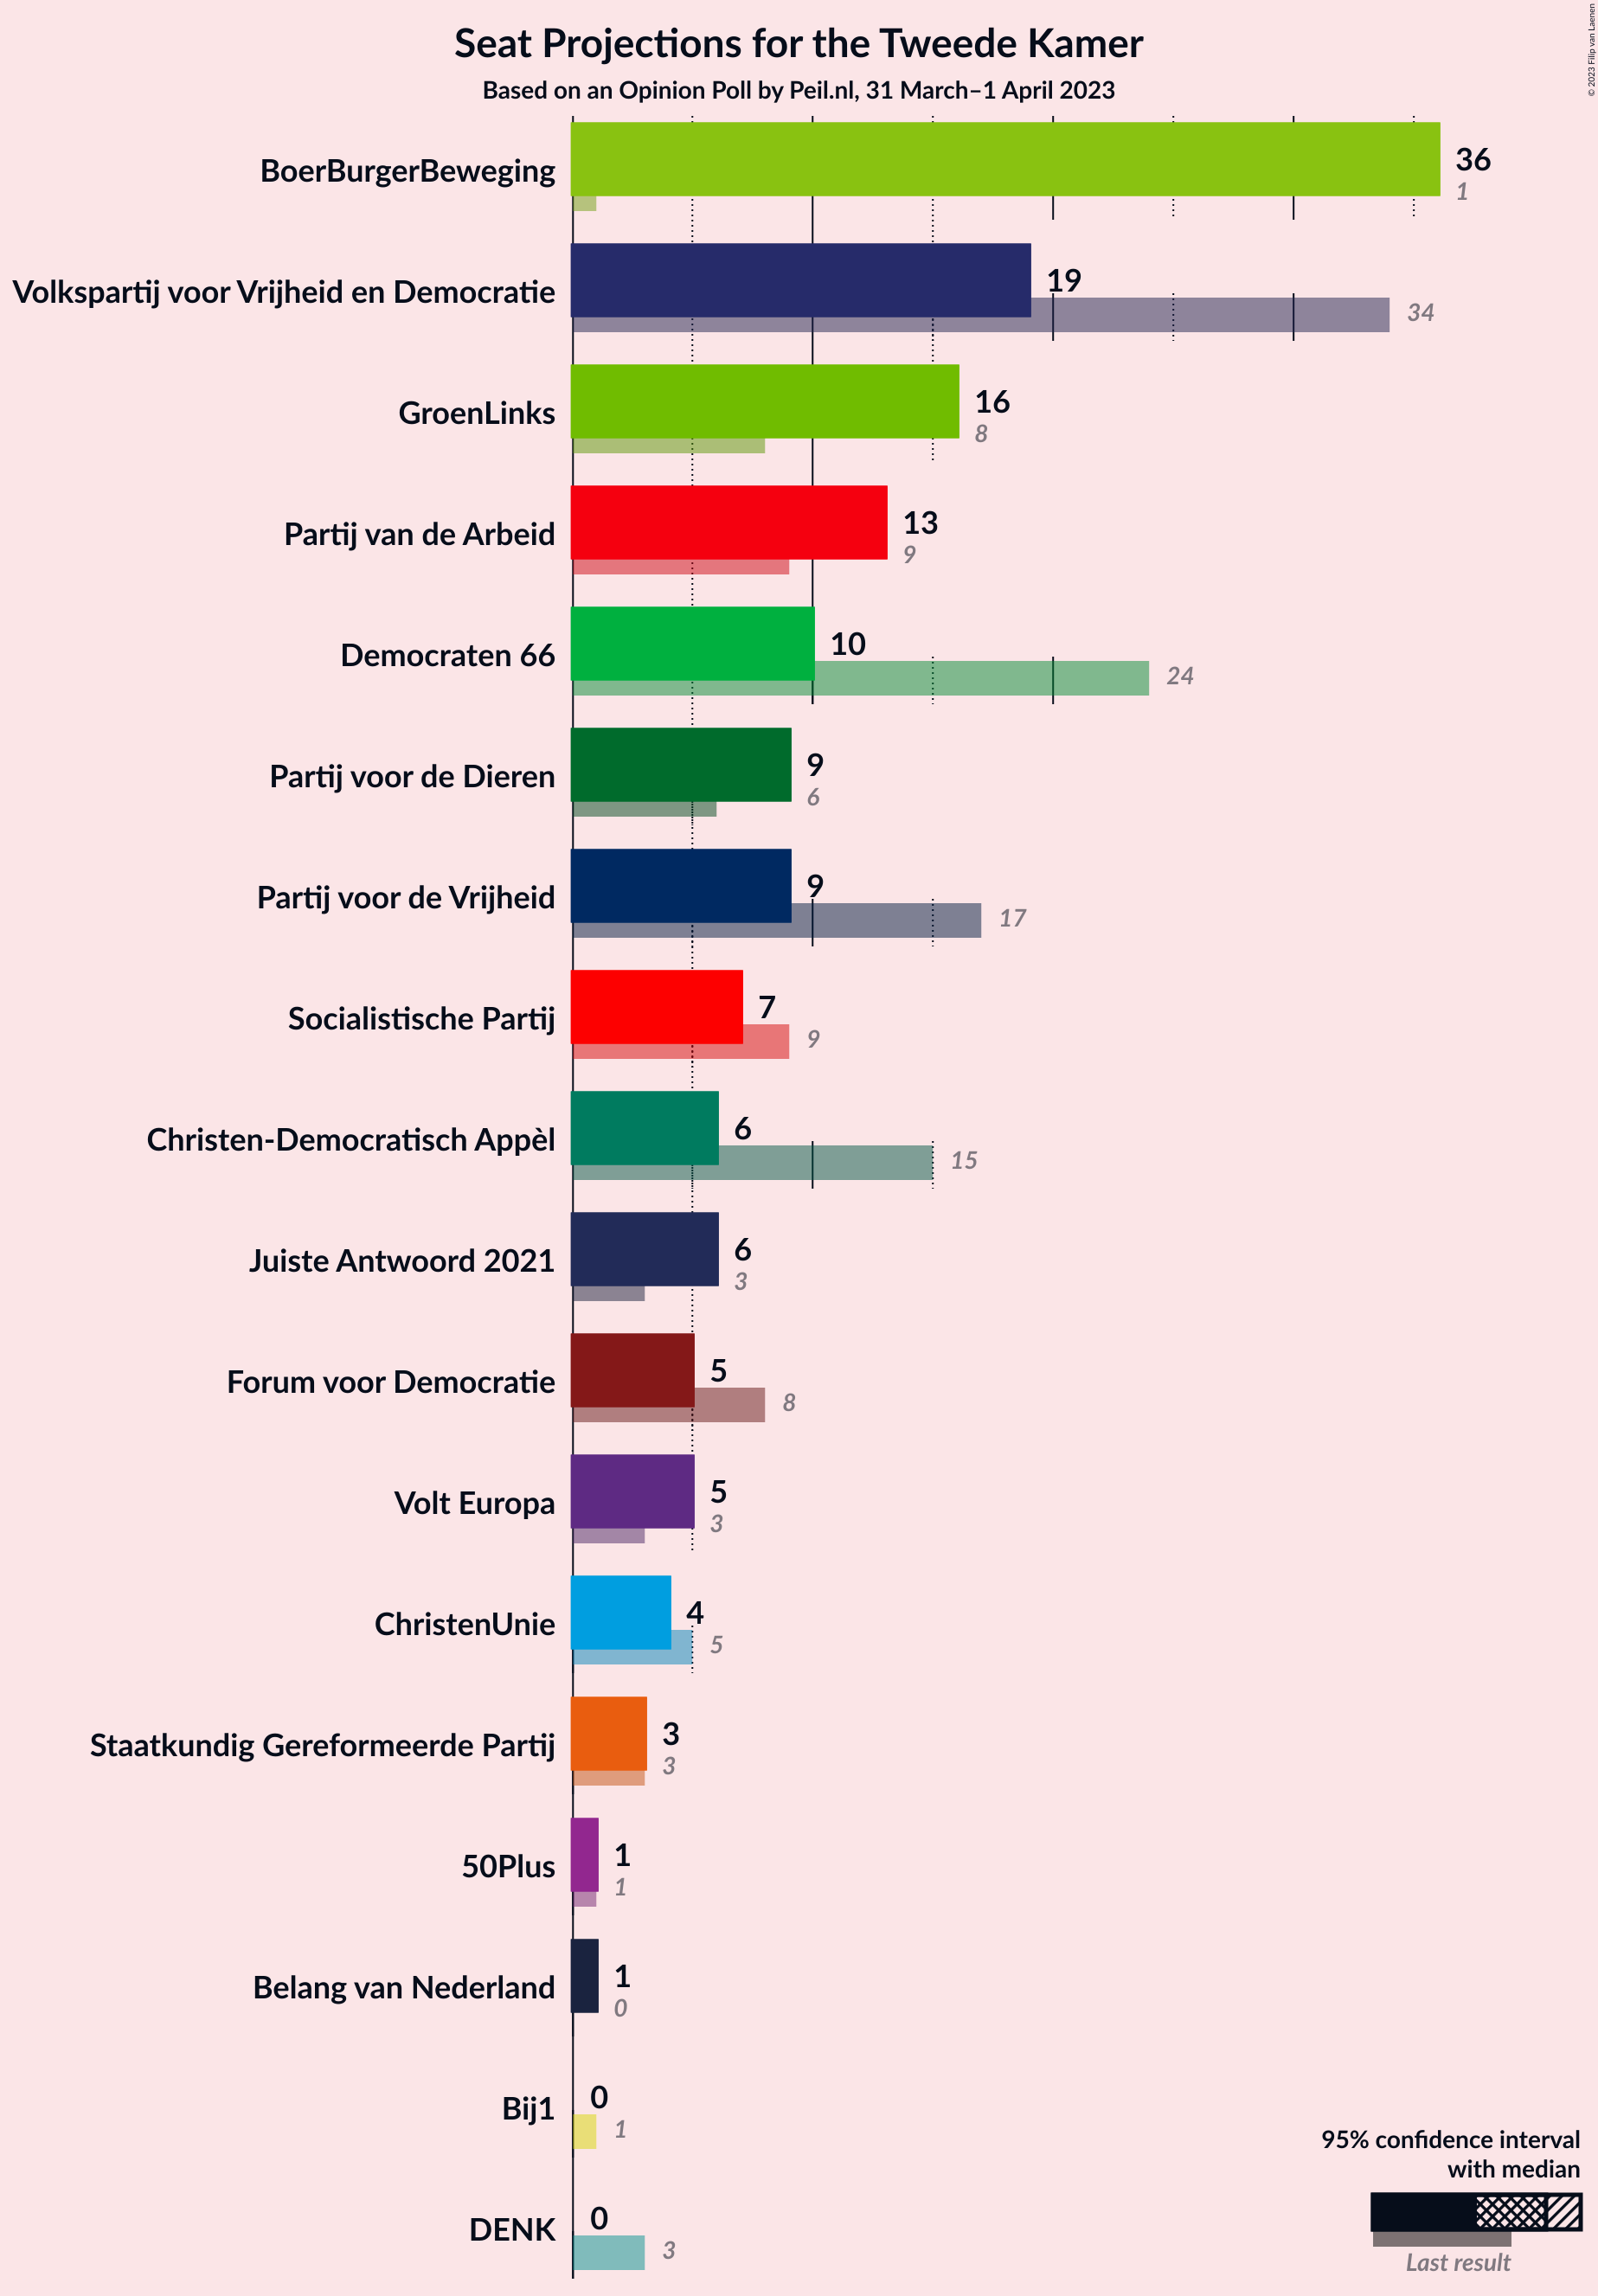 Seat Projections for the Tweede Kamer
Based on an Opinion Poll by Peil.nl, 31 March–1 April 2023
© 2023 Filip van Laenen
BoerBurgerBeweging
36
1
Volkspartij voor Vrijheid en Democratie
19
34
GroenLinks
16
8
Partij van de Arbeid
13
9
Democraten 66
10
24
Partij voor de Dieren
9
6
Partij voor de Vrijheid
9
17
Socialistische Partij
7
9
Christen-Democratisch Appèl
6
15
Juiste Antwoord 2021
6
3
Forum voor Democratie
5
8
Volt Europa
5
3
ChristenUnie
4
5
Staatkundig Gereformeerde Partij
3
3
50Plus
1
1
Belang van Nederland
1
0
Bij1
0
1
DENK
0
3
95% confidence interval
with median
Last result